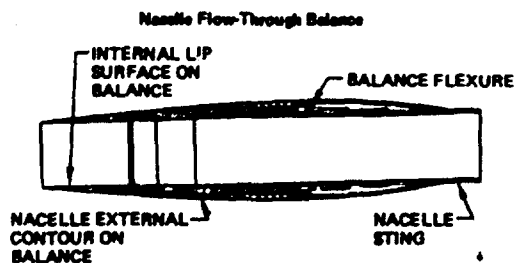 Nacelle Flow-Through Balance
INTERNAL LIP
SURFACE ON
BALANCE
BALANCE FLEXURE
NACELLE EXTERNAL
CONTOUR ON
BALANCE
NACELLE
STING